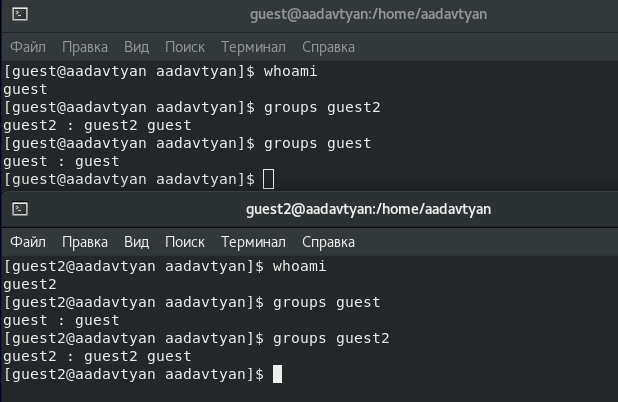 guest@aadavtyan:/home/aadavtyan
Файл Правка Вид Поиск Терминал Справка
[guest@aadavtyan aadavtyan]$ whoami
guest
[guest@aadavtyan aadavtyan]$ groups guest2
guest2 : guest2 guest
[guest@aadavtyan aadavtyan]$ groups guest
guest : guest
[guest@aadavtyan aadavtyan]$
guest2@aadavtyan:/home/aadavtyan
Файл Правка Вид Поиск Терминал Справка
[guest2@aadavtyan aadavtyan]$ whoami
guest2
[guest2@aadavtyan aadavtyan]$ groups guest
guest : guest
[guest2@aadavtyan aadavtyan]$ groups guest2
guest2 : guest2 guest
[guest2@aadavtyan aadavtyan]$